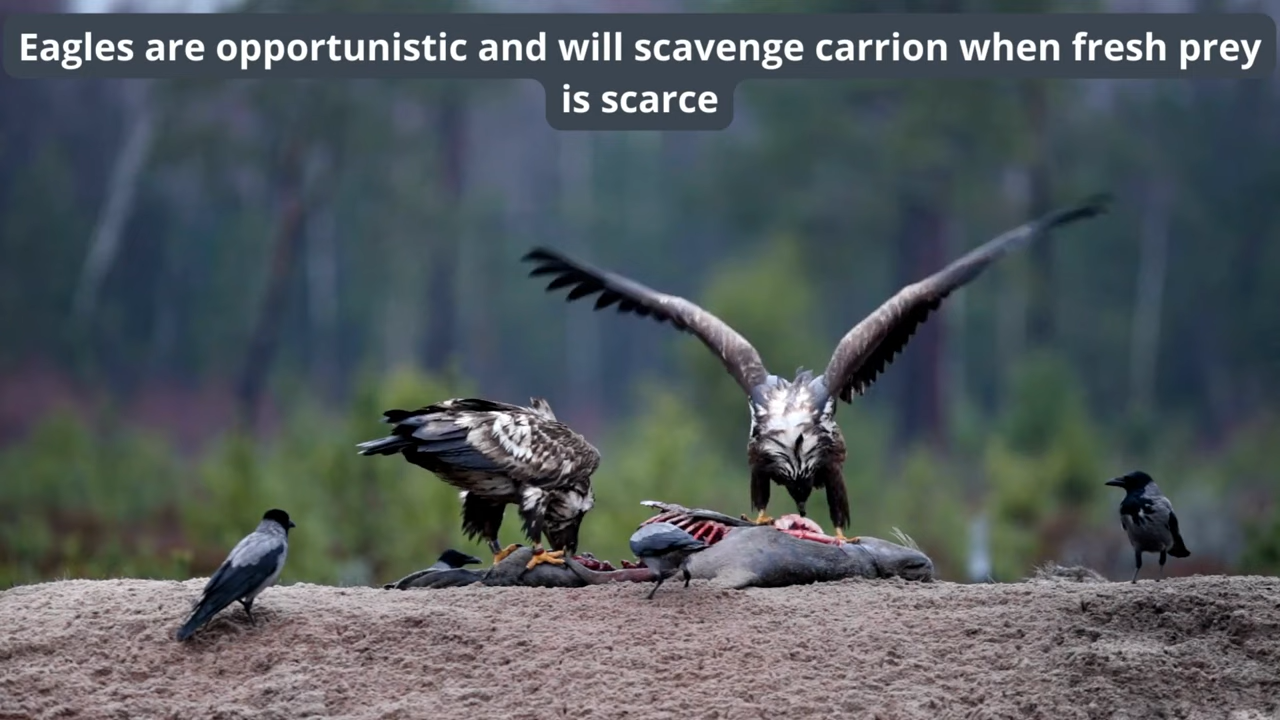 Eagles are opportunistic and will scavenge carrion when fresh prey
is scarce